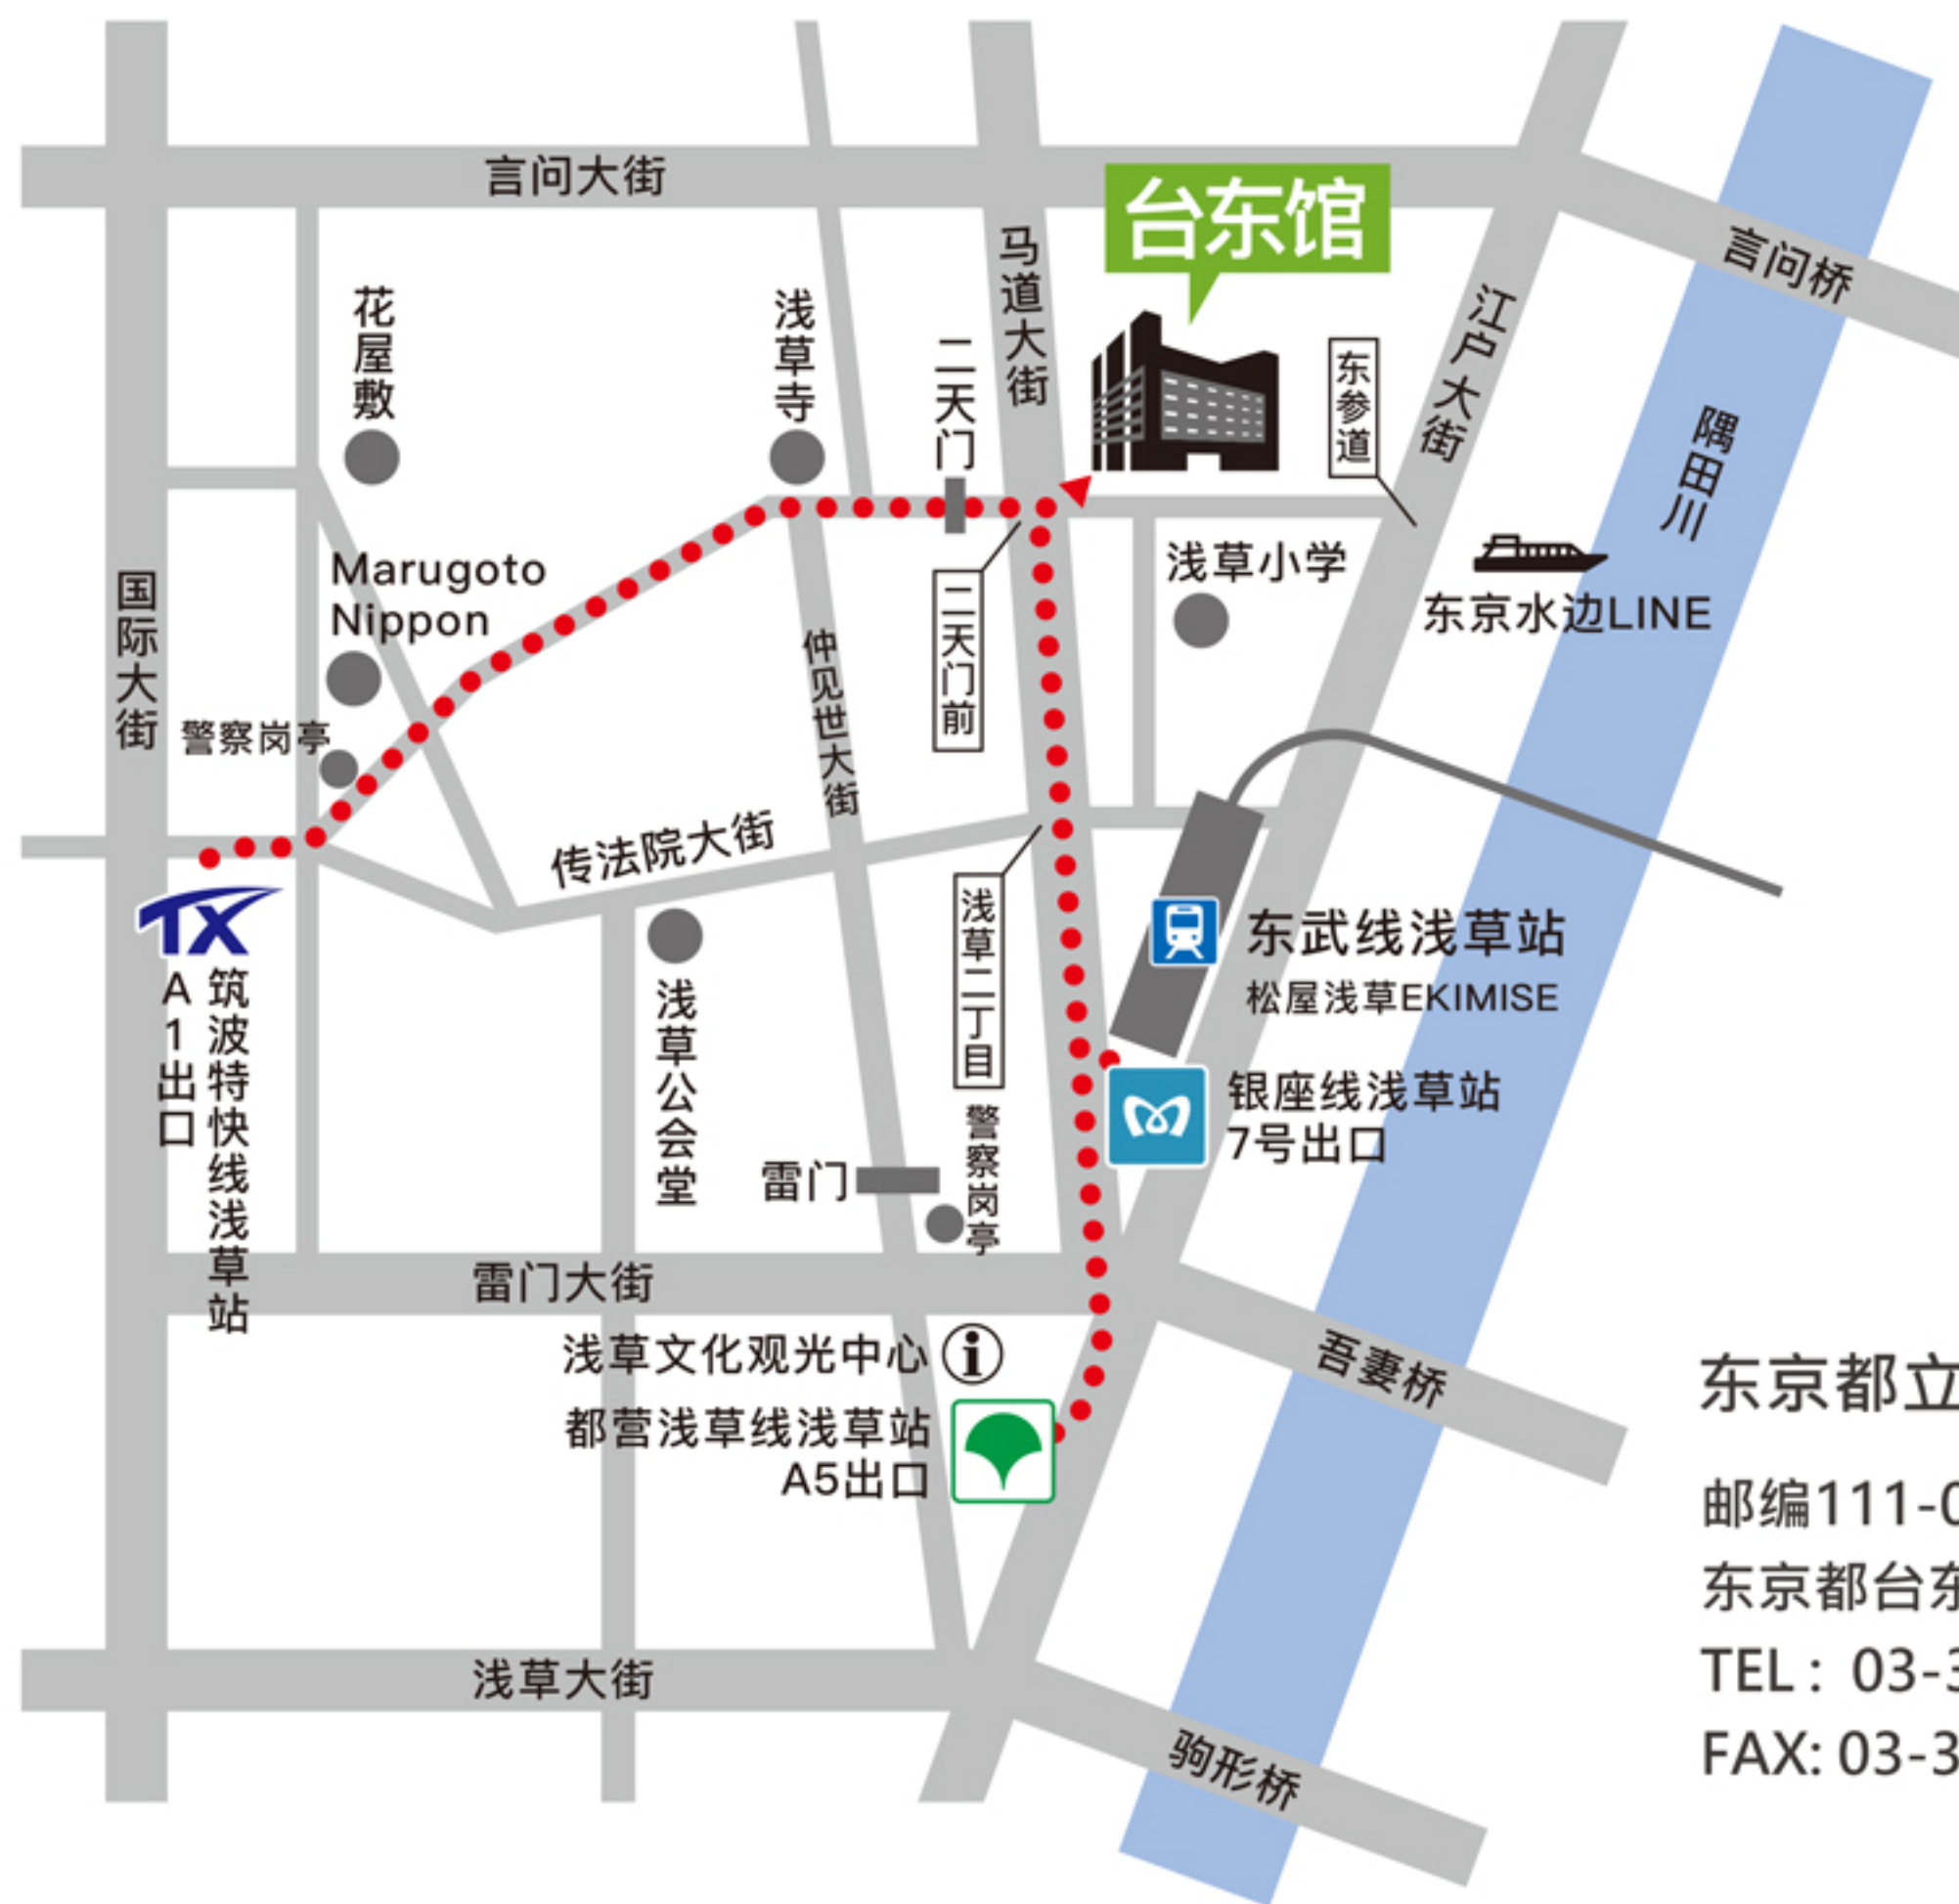 言问大街
台东馆
言问桥
马道大街
江户大街
花屋敷
浅草寺
二天门
东参道
隅田川
浅草小学
东京水边LINE
Marugoto
Nippon
国际大街
二天门前
仲见世大街
警察岗亭
传法院大街
TX
筑波特快线浅草站
A1出口
浅草二丁目
东武线浅草站
松屋浅草EKIMISE
浅草公会堂
银座线浅草站
7号出口
警察岗亭
雷门
雷门大街
浅草文化观光中心
i
都营浅草线浅草站
A5出口
吾妻桥
浅草大街
驹形桥
东京都立
邮编111-0
东京都台东
TEL : 03-3
FAX: 03-3